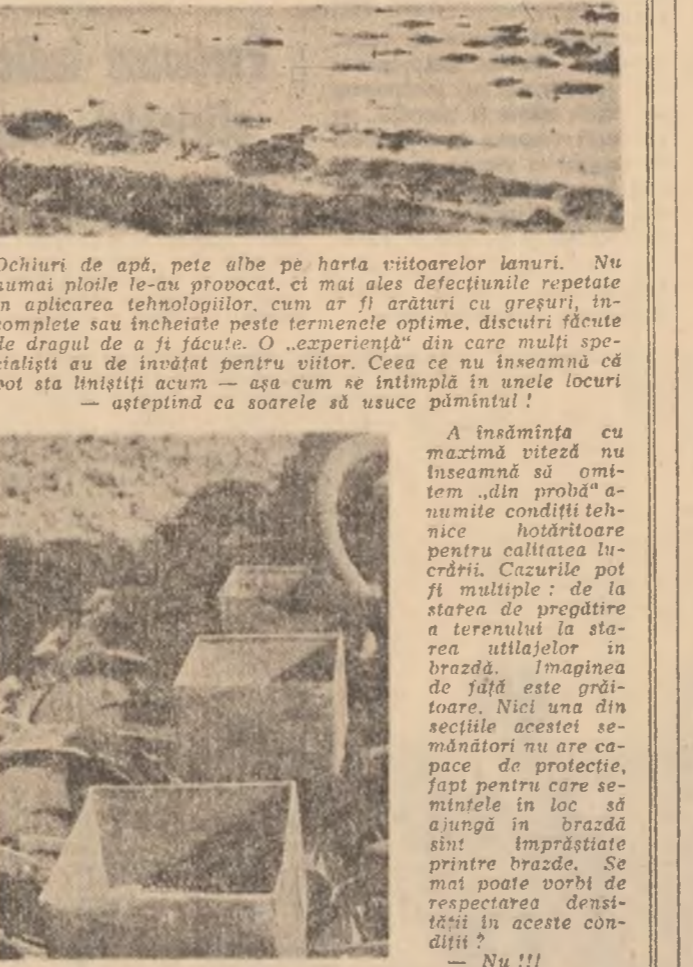 Ochiuri de apă, pete albe pe harta viitoarelor lanuri. Nu
numai ploile le-au provocat, ci mai ales defecțiunile repetate
în aplicarea tehnologiilor, cum ar fi arături cu greșuri, in-
complete sau încheiate peste termenele optime, discuiri făcute
de dragul de a fi făcute. O „experiență“ din care mulți spe-
cialiști au de învățat pentru viitor. Ceea ce nu înseamnă că
pot sta liniștiți acum — așa cum se întîmplă în unele locuri
— așteptînd ca soarele să usuce pămîntul !
A însămînța cu
maximă viteză nu
înseamnă să omi-
tem „din probă“ a-
numite condiții teh-
nice hotărîtoare
pentru calitatea lu-
crării. Cazurile pot
fi multiple : de la
starea de pregătire
a terenului la sta-
rea utilajelor in
brazdă. Imaginea
de față este grăi-
toare. Nici una din
secțiile acestei se-
mănători nu are ca-
pace de protecție,
fapt pentru care se-
mințele în loc să
ajungă în brazdă
sînt împrăștiate
printre brazde. Se
mai poate vorbi de
respectarea densi-
tății în aceste con-
diții ?
— Nu !!!